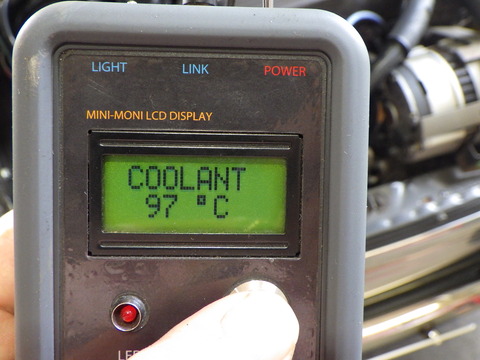 LIGHT LINK POWER
MINI-MONI LCD DISPLAY
COOLANT
97 °C